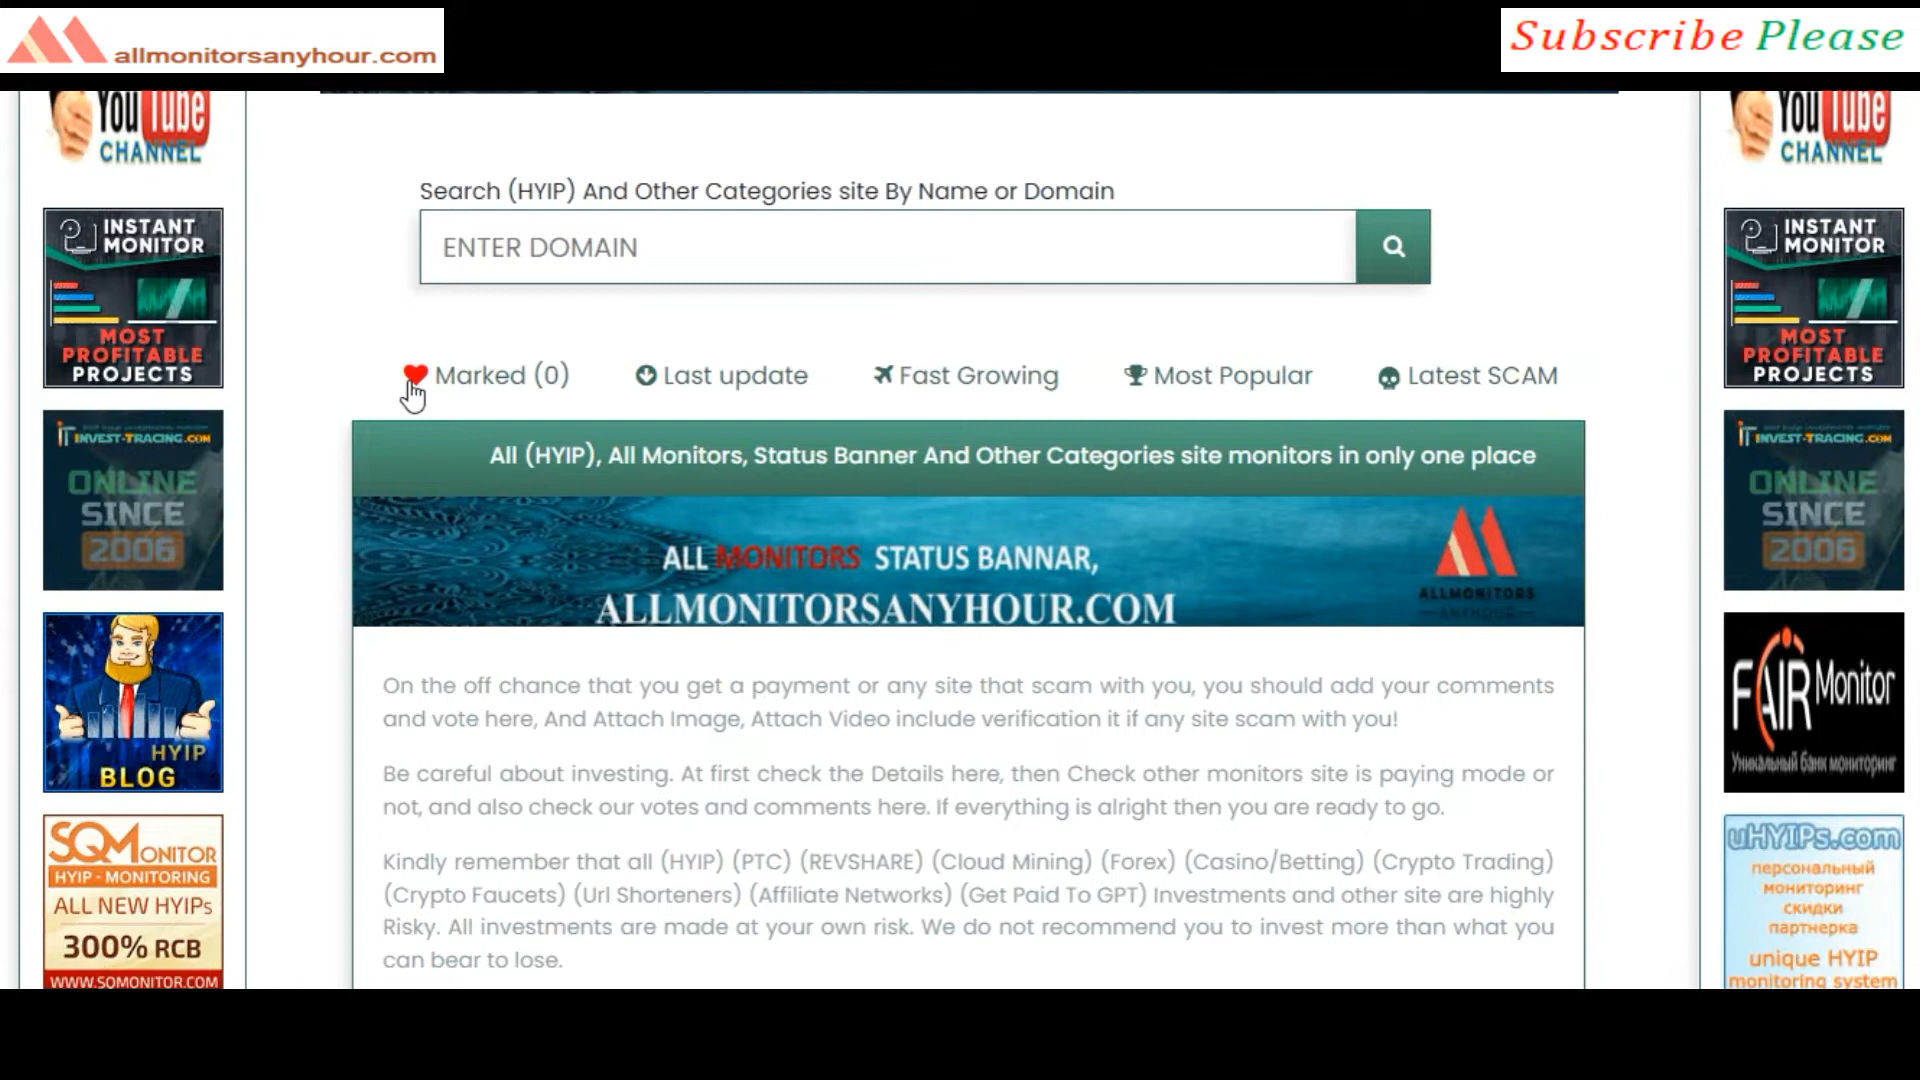 allmonitorsanyhour.com
Subscribe Please
YouTube
CHANNEL
INSTANT
MONITOR
MOST
PROFITABLE
PROJECTS
INVEST-TRACING.COM
ONLINE
SINCE
2006
HYIP
BLOG
SQMONITOR
HYIP - MONITORING
ALL NEW HYIPs
300% RCB
WWW.SQMONITOR.COM
Search (HYIP) And Other Categories site By Name or Domain
ENTER DOMAIN
Marked (0)
Last update
Fast Growing
Most Popular
Latest SCAM
All (HYIP), All Monitors, Status Banner And Other Categories site monitors in only one place
ALL MONITORS STATUS BANNAR,
ALLMONITORSANYHOUR.COM
ALLMONITORS
ANYHOUR
On the off chance that you get a payment or any site that scam with you, you should add your comments
and vote here, And Attach Image, Attach Video include verification it if any site scam with you!
Be careful about investing. At first check the Details here, then Check other monitors site is paying mode or
not, and also check our votes and comments here. If everything is alright then you are ready to go.
Kindly remember that all (HYIP) (PTC) (REVSHARE) (Cloud Mining) (Forex) (Casino/Betting) (Crypto Trading)
(Crypto Faucets) (Url Shorteners) (Affiliate Networks) (Get Paid To GPT) Investments and other site are highly
Risky. All investments are made at your own risk. We do not recommend you to invest more than what you
can bear to lose.
YouTube
CHANNEL
INSTANT
MONITOR
MOST
PROFITABLE
PROJECTS
INVEST-TRACING.COM
ONLINE
SINCE
2006
FAIR Monitor
Уникальный банк мониторинг
uHYIPs.com
персональный
мониторинг
скидки
партнерка
unique HYIP
monitoring system